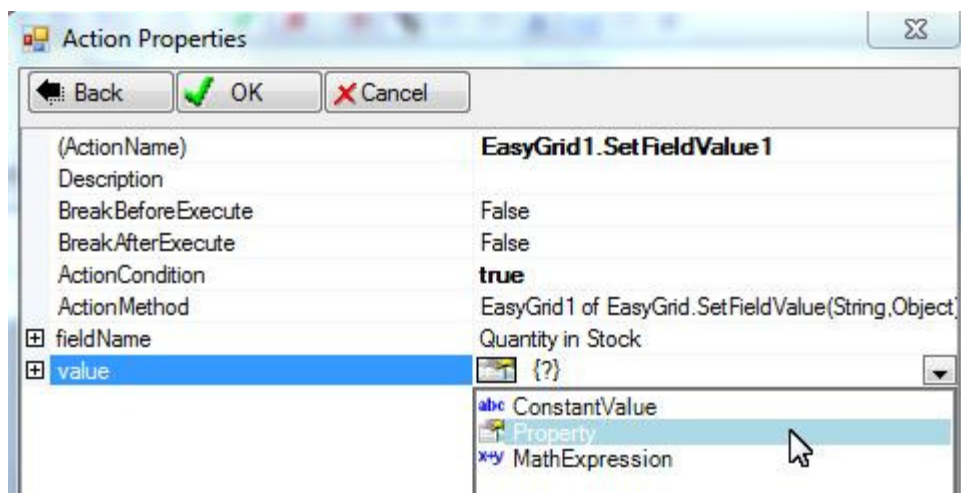 Action Properties
Back OK Cancel
(ActionName) EasyGrid1.SetFieldValue1
Description
BreakBeforeExecute False
BreakAfterExecute False
ActionCondition true
ActionMethod EasyGrid1 of EasyGrid.SetFieldValue(String,Object)
fieldName Quantity in Stock
value {?}
abc ConstantValue
Property
x+y MathExpression